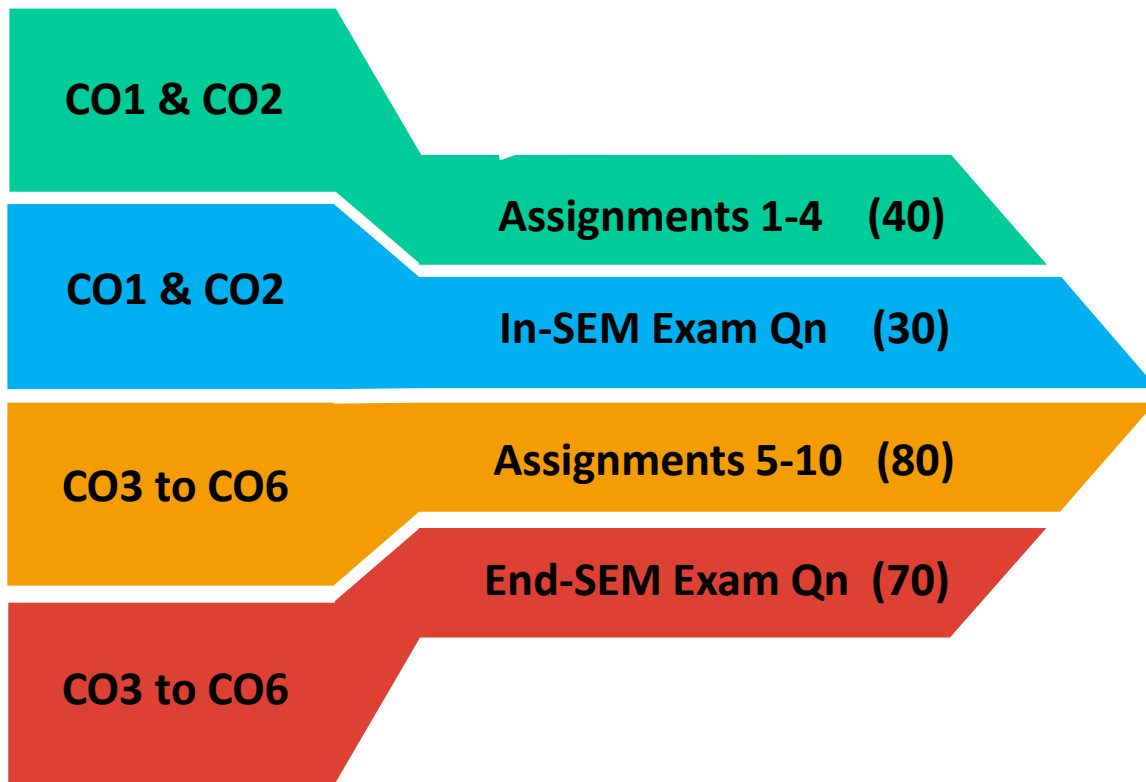 CO1 & CO2
Assignments 1-4 (40)
CO1 & CO2
In-SEM Exam Qn (30)
CO3 to CO6
Assignments 5-10 (80)
CO3 to CO6
End-SEM Exam Qn (70)